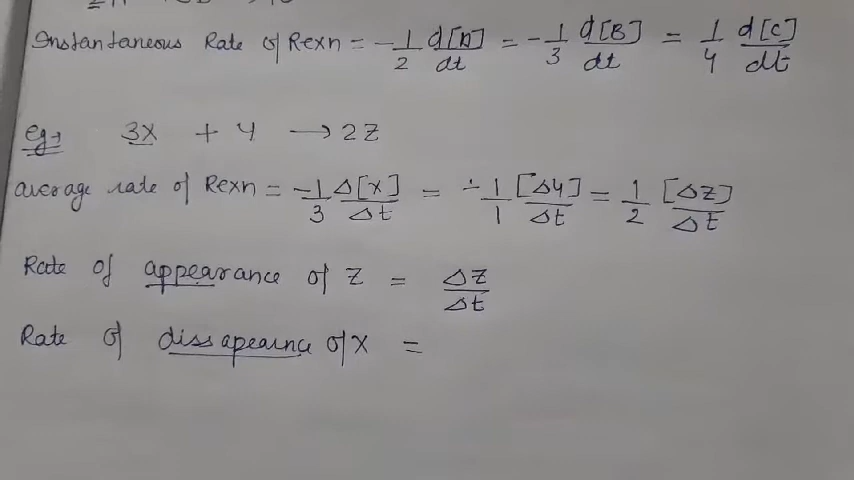 Instantaneous Rate of Rexn = -1/2 d[A]/dt = -1/3 d[B]/dt = 1/4 d[C]/dt
eg→ 3X + Y → 2Z
average rate of Rexn = -1/3 Δ[X]/Δt = -1/1 [ΔY]/Δt = 1/2 [ΔZ]/Δt
Rate of appearance of Z = ΔZ/Δt
Rate of dissapearnce of X =